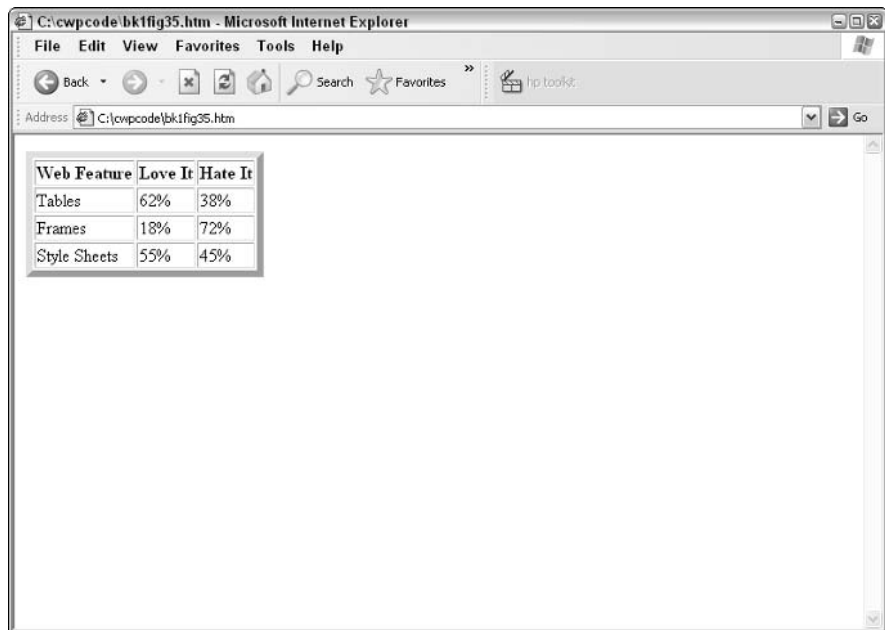 C:\cwpcode\bk1fig35.htm - Microsoft Internet Explorer
File Edit View Favorites Tools Help
Back Search Favorites » hp toolkit
Address C:\cwpcode\bk1fig35.htm Go
Web Feature Love It Hate It
Tables 62% 38%
Frames 18% 72%
Style Sheets 55% 45%